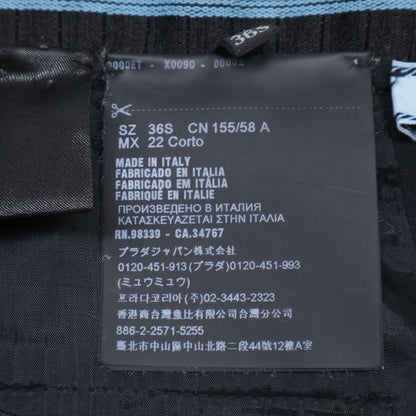 36S
0000ET - X0090 - 00002 1
SZ 36S CN 155/58 A
MX 22 Corto
MADE IN ITALY
FABRICADO EN ITALIA
FABRICADO EM ITÁLIA
FABRIQUÉ EN ITALIE
ПРОИЗВЕДЕНО В ИТАЛИЯ
ΚΑΤΑΣΚΕΥΑΖΕΤΑΙ ΣΤΗΝ ΙΤΑΛΙΑ
RN.98339 - CA.34767
プラダジャパン株式会社
0120-451-913 (プラダ) 0120-451-993
(ミュウミュウ)
프라다코리아 (주) 02-3443-2323
香港商台灣魚比有限公司台灣分公司
886-2-2571-5255
臺北市中山區中山北路二段44號12樓A室